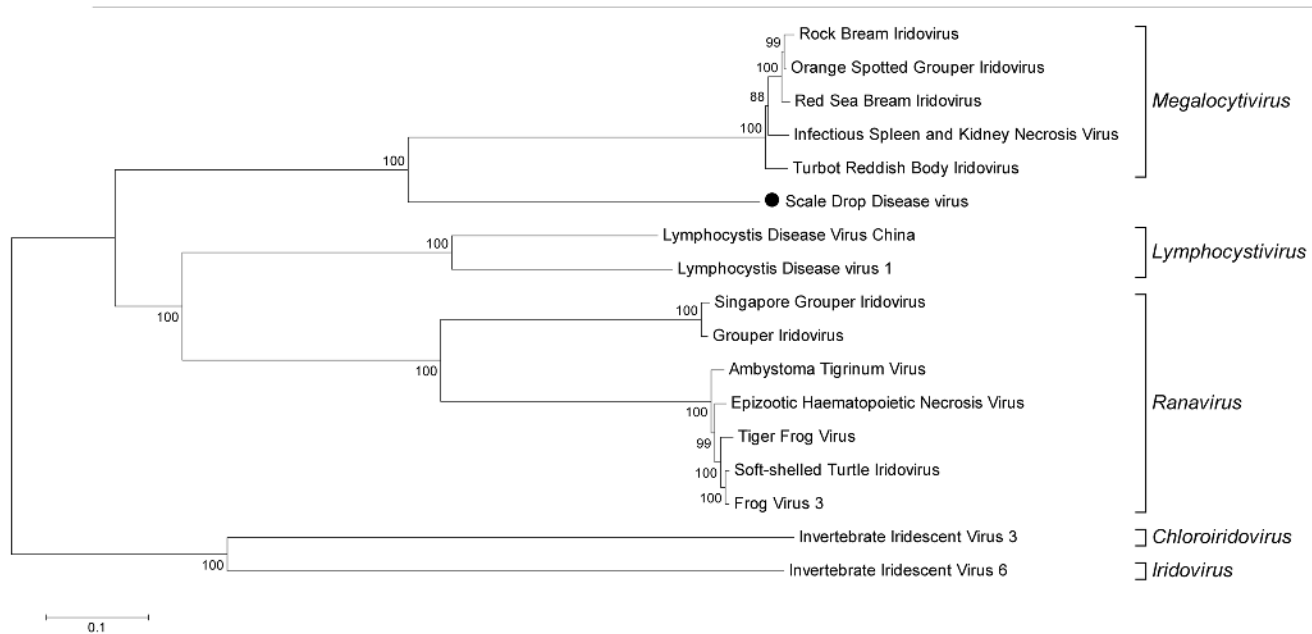 99
Rock Bream Iridovirus
100
Orange Spotted Grouper Iridovirus
88
Red Sea Bream Iridovirus
Megalocytivirus
100
Infectious Spleen and Kidney Necrosis Virus
100
Turbot Reddish Body Iridovirus
Scale Drop Disease virus
Lymphocystis Disease Virus China
100
Lymphocystivirus
Lymphocystis Disease virus 1
100
Singapore Grouper Iridovirus
100
Grouper Iridovirus
100
Ambystoma Tigrinum Virus
100
Epizootic Haematopoietic Necrosis Virus
Ranavirus
99
Tiger Frog Virus
100
Soft-shelled Turtle Iridovirus
100
Frog Virus 3
Invertebrate Iridescent Virus 3
Chloroiridovirus
100
Invertebrate Iridescent Virus 6
Iridovirus
0.1